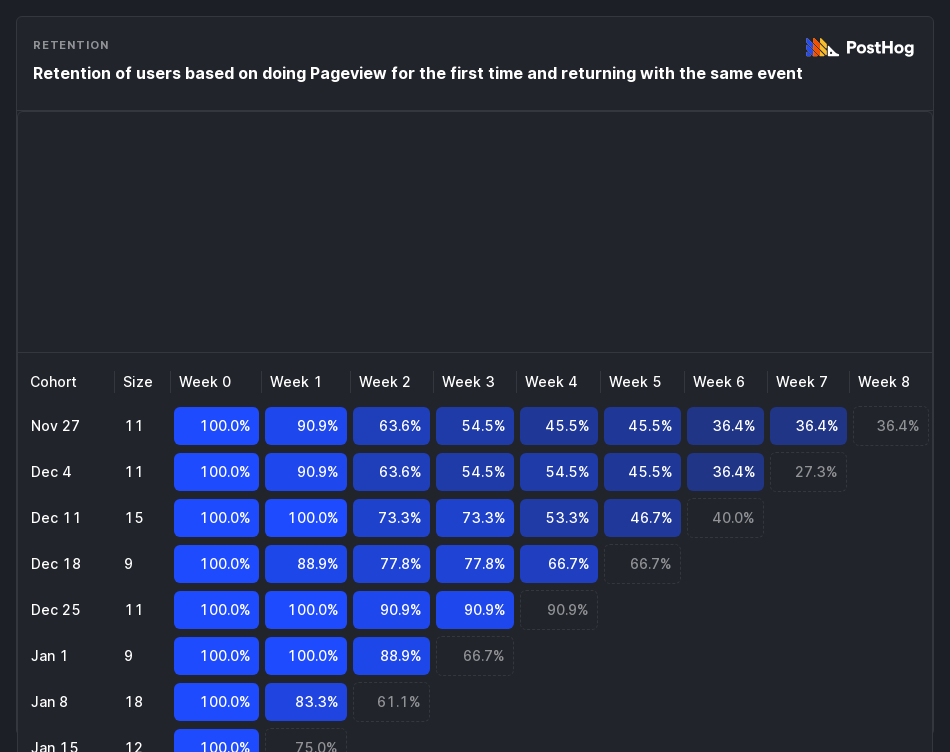 RETENTION
PostHog
Retention of users based on doing Pageview for the first time and returning with the same event
Cohort Size Week 0 Week 1 Week 2 Week 3 Week 4 Week 5 Week 6 Week 7 Week 8
Nov 27 11 100.0% 90.9% 63.6% 54.5% 45.5% 45.5% 36.4% 36.4% 36.4%
Dec 4 11 100.0% 90.9% 63.6% 54.5% 54.5% 45.5% 36.4% 27.3%
Dec 11 15 100.0% 100.0% 73.3% 73.3% 53.3% 46.7% 40.0%
Dec 18 9 100.0% 88.9% 77.8% 77.8% 66.7% 66.7%
Dec 25 11 100.0% 100.0% 90.9% 90.9% 90.9%
Jan 1 9 100.0% 100.0% 88.9% 66.7%
Jan 8 18 100.0% 83.3% 61.1%
Jan 15 12 100.0% 75.0%